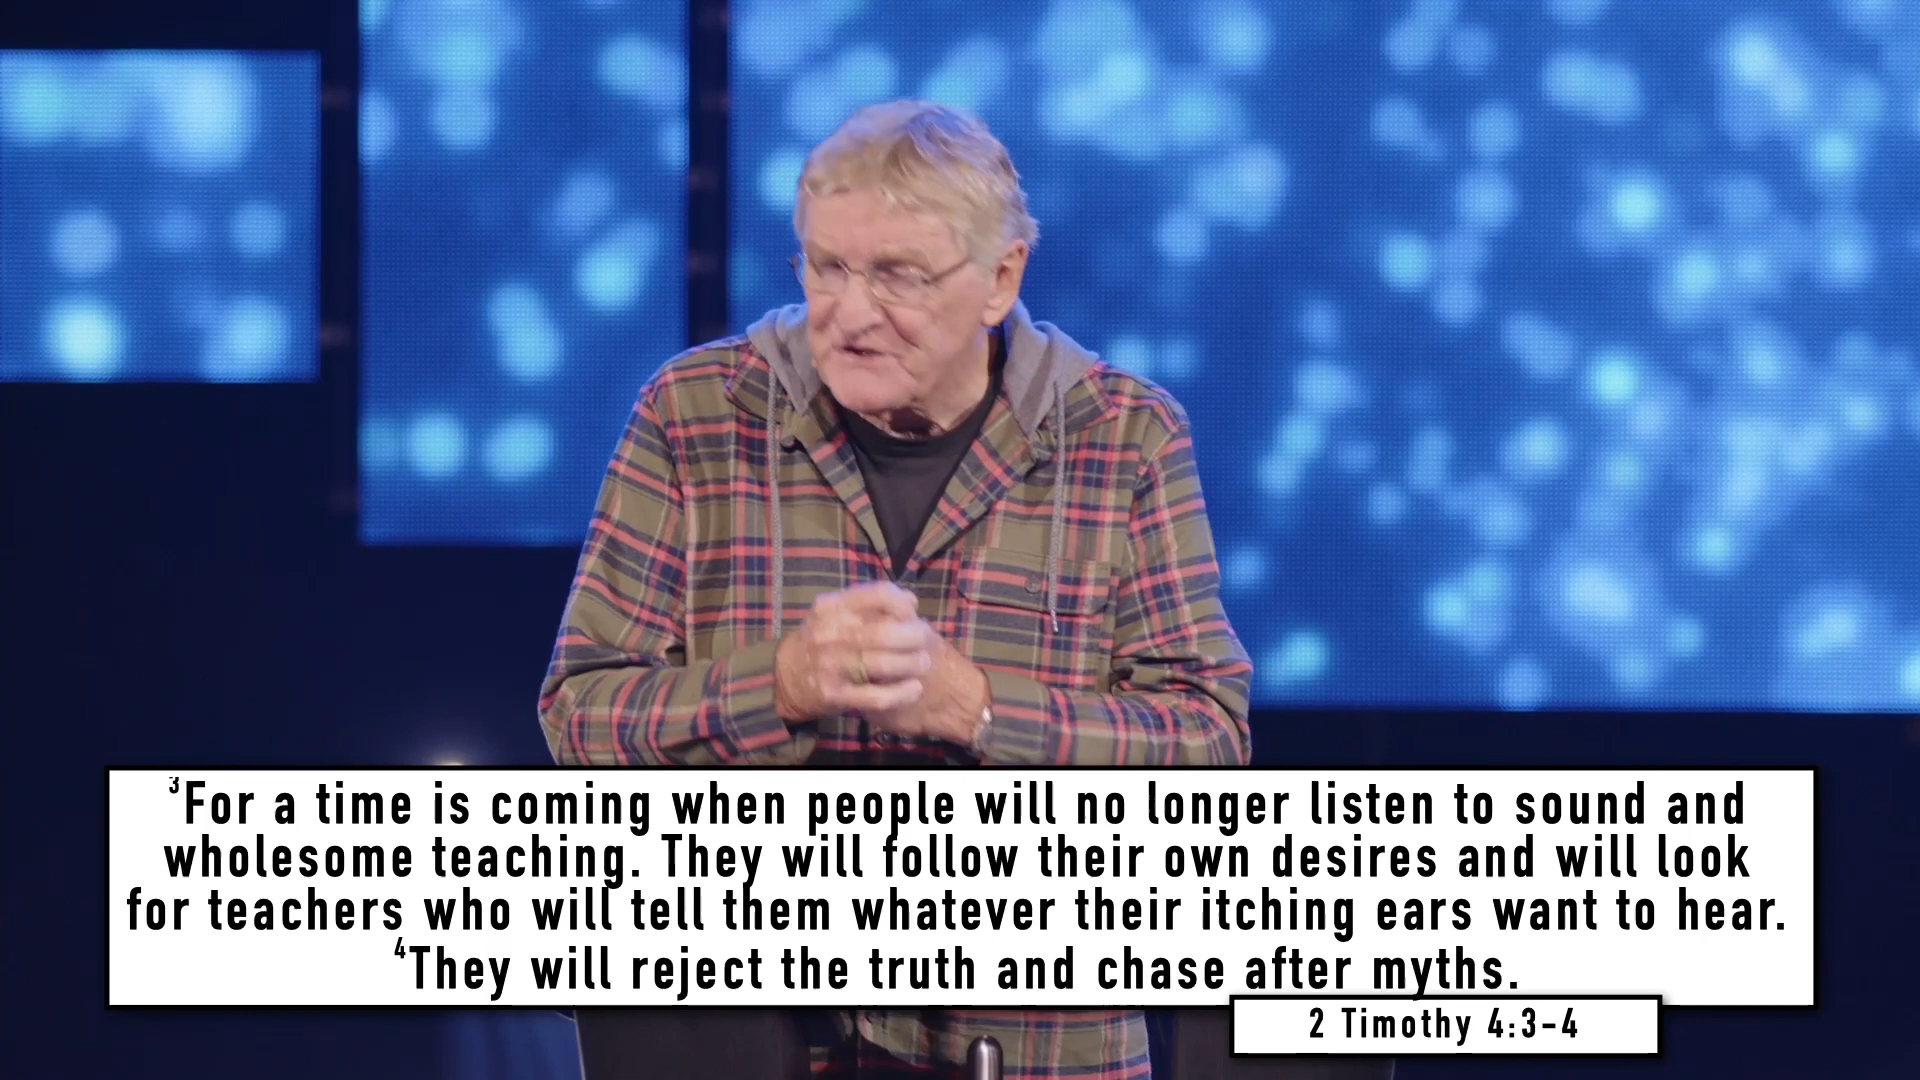 ³For a time is coming when people will no longer listen to sound and
wholesome teaching. They will follow their own desires and will look
for teachers who will tell them whatever their itching ears want to hear.
⁴They will reject the truth and chase after myths.
2 Timothy 4:3-4